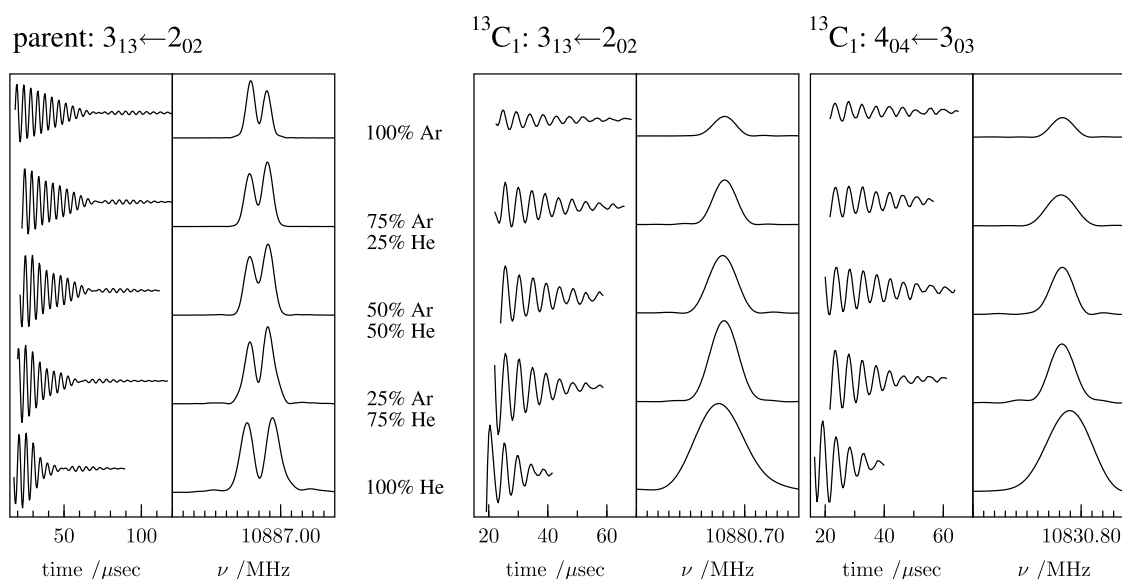 parent: 3₁₃←2₀₂
¹³C₁: 3₁₃←2₀₂
¹³C₁: 4₀₄←3₀₃
100% Ar
75% Ar
25% He
50% Ar
50% He
25% Ar
75% He
100% He
50 100
10887.00
20 40 60
10880.70
20 40 60
10830.80
time /μsec
ν /MHz
time /μsec
ν /MHz
time /μsec
ν /MHz